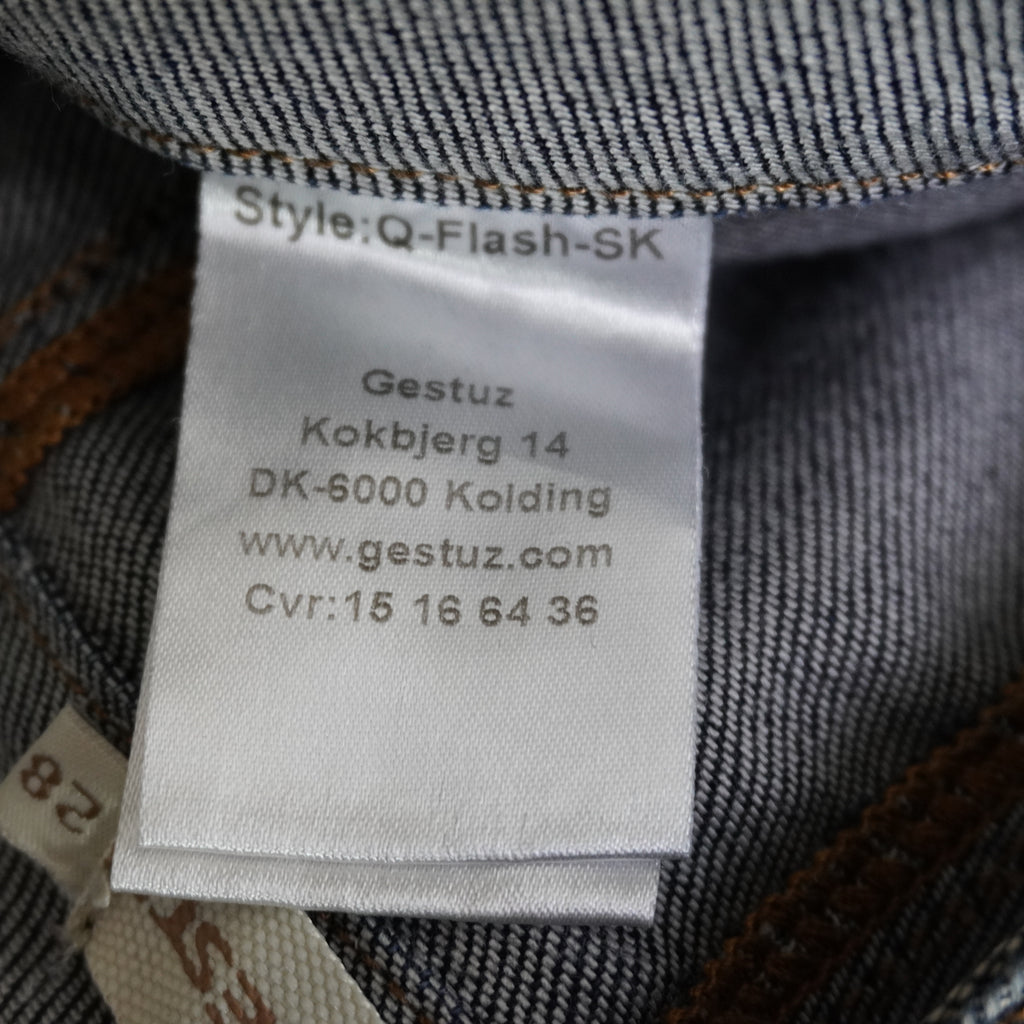 Style:Q-Flash-SK
Gestuz
Kokbjerg 14
DK-6000 Kolding
www.gestuz.com
Cvr:15 16 64 36
28